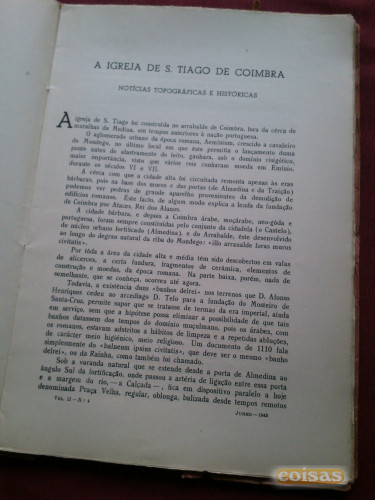 A IGREJA DE S. TIAGO DE COIMBRA
NOTÍCIAS TOPOGRÁFICAS E HISTÓRICAS
A igreja de S. Tiago foi construída no arrabalde de Coimbra, fora da cêrca de
muralhas da Medina, em tempos anteriores à nação portuguesa.
O aglomerado urbano da época romana, Aeminium, crescido a cavaleiro
do Mondego, no último local em que êste permitia o lançamento duma
ponte antes do alastramento do leito, ganhara, sob o domínio visigótico,
maior importância, visto que vários reis cunharam moeda em Emínio,
durante os séculos VI e VII.
A cêrca com que a cidade alta foi circuitada remonta apenas às eras
bárbaras, pois na base dos muros e das portas (de Almedina e da Traição)
podemos ver pedras de grande aparelho provenientes da demolição de
edifícios romanos. Êste facto, de algum modo explica a lenda da fundação
de Coimbra por Ataces, Rei dos Alanos.
A cidade bárbara, e depois a Coimbra árabe, moçárabe, neo-góda e
portuguesa, foram sempre constituídas pelo conjunto da cidadela (o Castelo),
do núcleo urbano fortificado (Almedina), e do Arrabalde, êste desenvolvido
ao longo do degrau natural da riba do Mondego: «illo arrabalde foras muros
civitatis».
Por tôda a área da cidade alta e média têm sido descobertos em valas
de alicerces, a certa fundura, fragmentos de cerâmica, elementos de
construção e moedas, da época romana. Na parte baixa, porém, nada de
semelhante, que se conheça, ocorreu até agora.
Todavia, a existência duns «banhos delrei» nos terrenos que D. Afonso
Henriques cedeu ao arcediago D. Telo para a fundação do Mosteiro de
Santa-Cruz, permite supor que se tratasse de termas da era imperial, ainda
em serviço, sem que a hipótese possa eliminar a possibilidade de que tais
banhos datassem dos tempos do domínio muçulmano, pois os árabes, com
os romanos, estavam adstritos a hábitos de limpeza e a repetidas abluções,
de carácter meio higiénico, meio religioso. Um documento de 1110 fala
simplesmente do «balneum ipsius civitatis», que deve ser o mesmo «banho
delrei», ou da Rainha, como também foi chamado.
Sob a varanda natural que se estende desde a porta de Almedina ao
ângulo Sul da fortificação, onde passou a artéria de ligação entre essa porta
e a margem do rio, — a Calçada —, fica em dispositivo paralelo a hoje
denominada Praça Velha, regular, oblonga, balizada desde tempos remotos
Vol. II — N.º 4
JUNHO — 1943
coisas